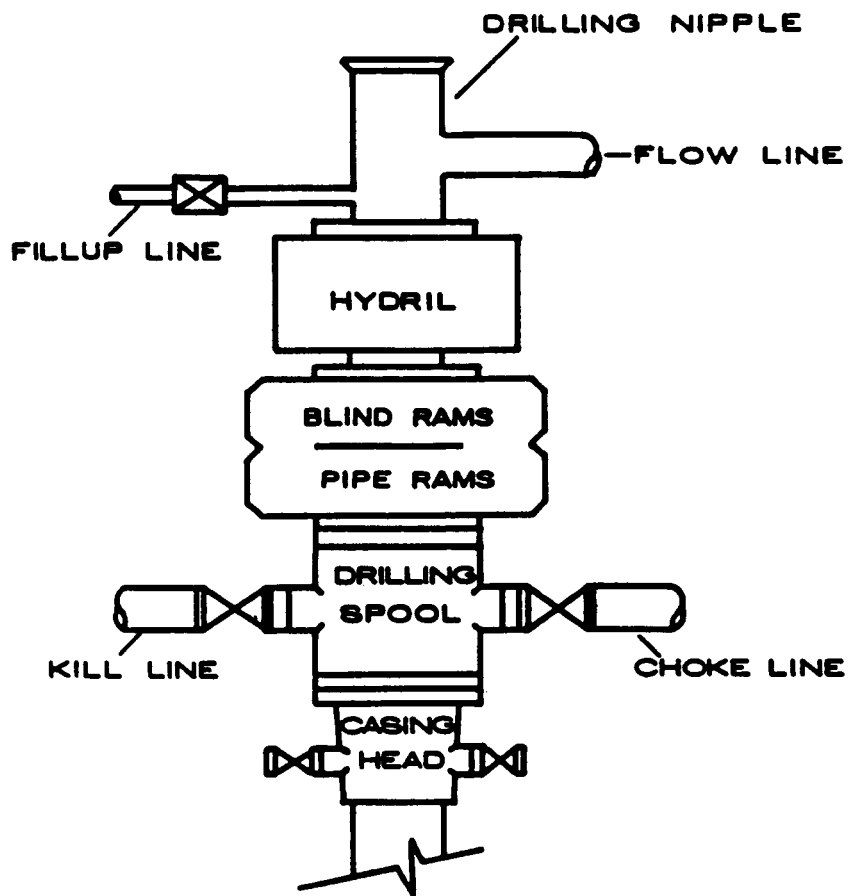 DRILLING NIPPLE
FLOW LINE
FILLUP LINE
HYDRIL
BLIND RAMS
PIPE RAMS
DRILLING
SPOOL
KILL LINE
CHOKE LINE
CASING
HEAD